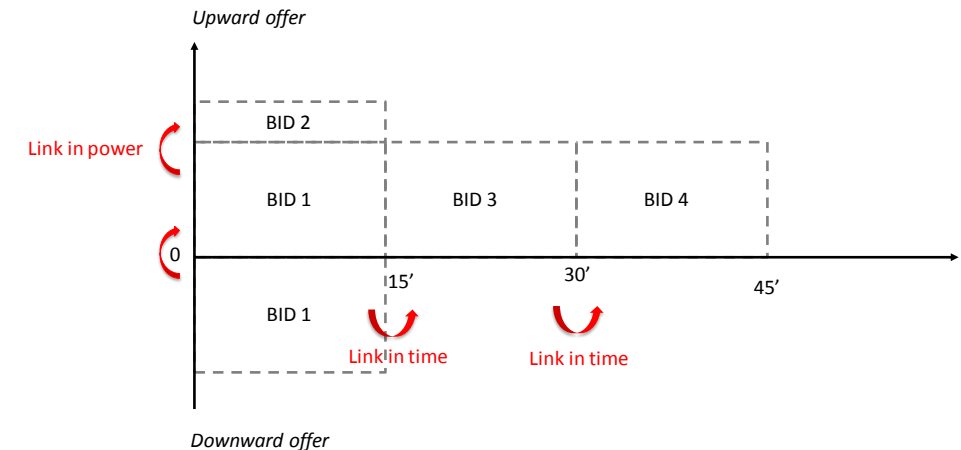 Upward offer
BID 2
Link in power
BID 1
BID 3
BID 4
0
15’
30’
45’
BID 1
Link in time
Link in time
Downward offer